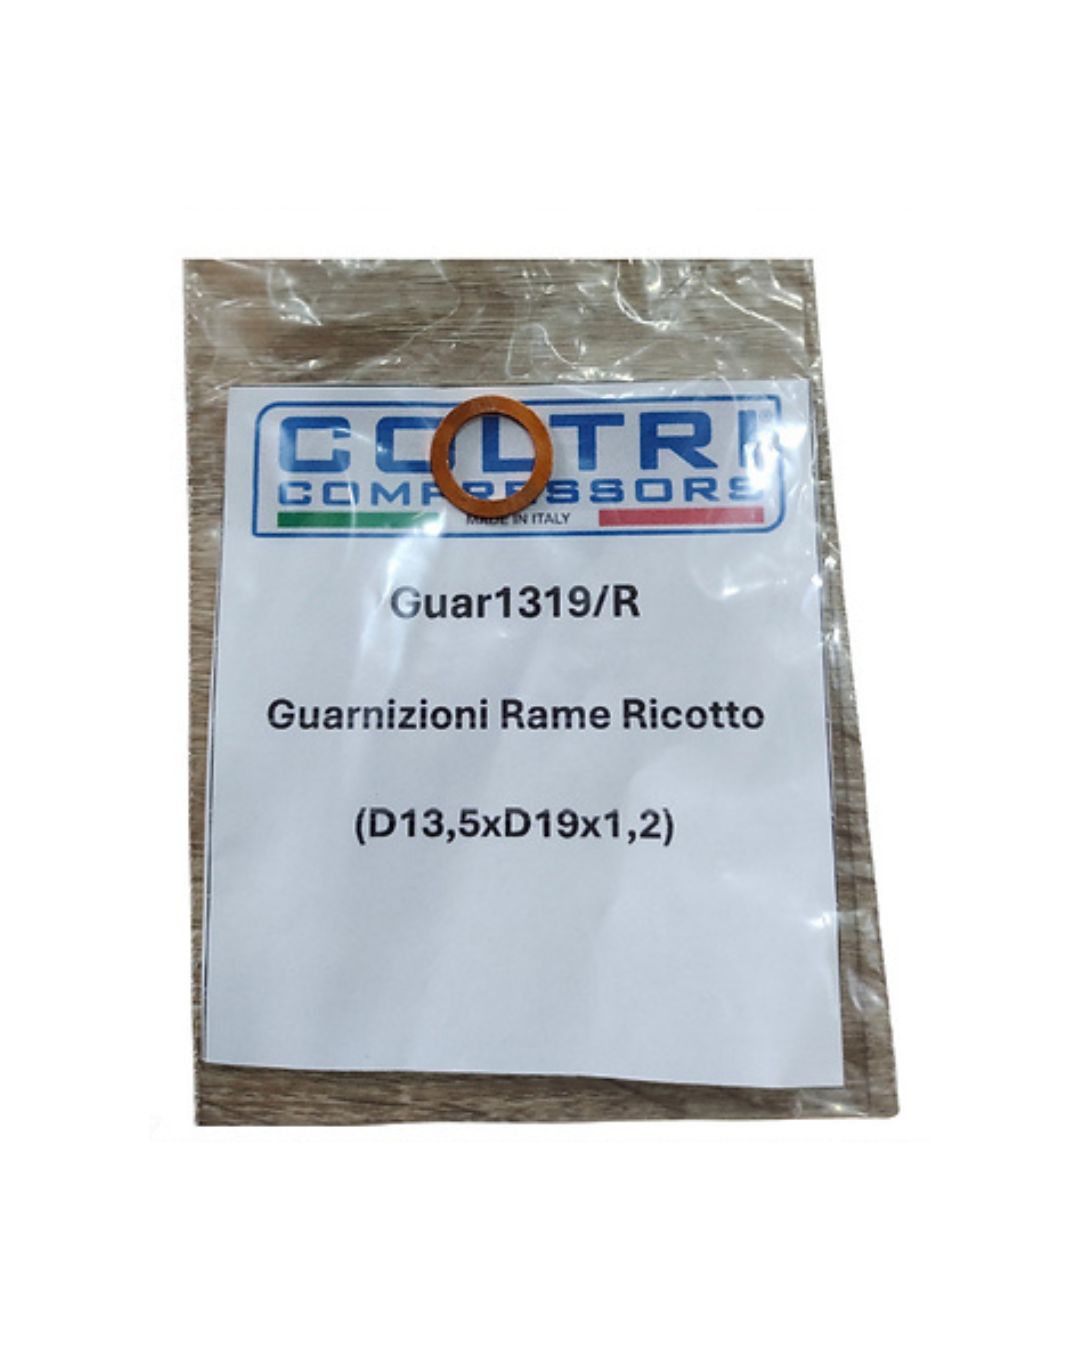 COLTRI
COMPRESSORS
MADE IN ITALY
Guar1319/R
Guarnizioni Rame Ricotto
(D13,5xD19x1,2)